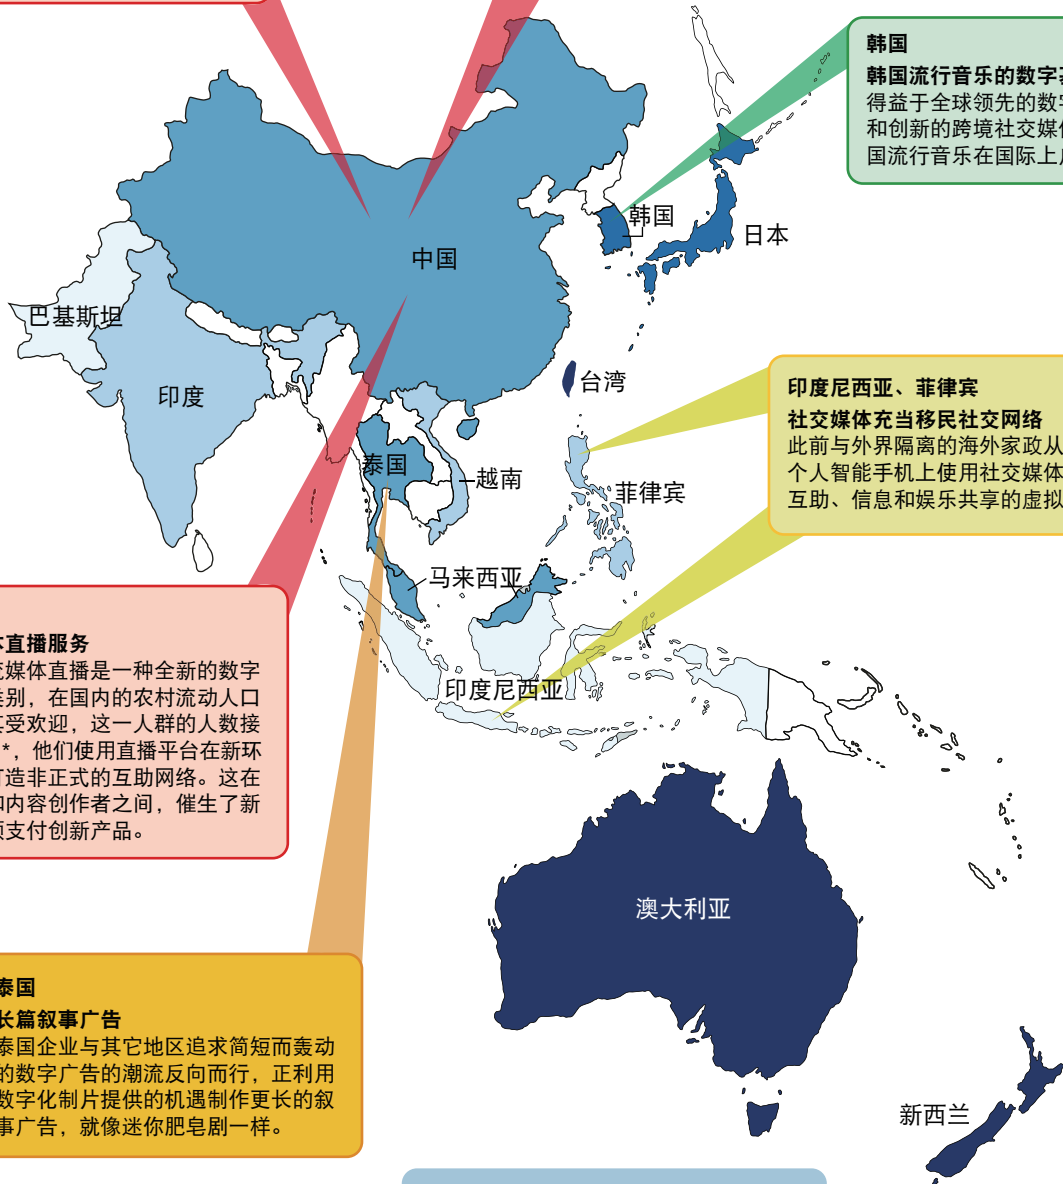 韩国
韩国流行音乐的数字
得益于全球领先的数
和创新的跨境社交媒
国流行音乐在国际上
韩国
日本
中国
巴基斯坦
印度
台湾
印度尼西亚、菲律宾
社交媒体充当移民社交网络
此前与外界隔离的海外家政从
个人智能手机上使用社交媒体
互助、信息和娱乐共享的虚拟
泰国
越南
菲律宾
马来西亚
印度尼西亚
直播服务
媒体直播是一种全新的数字
类别，在国内的农村流动人口
受欢迎，这一人群的人数接
*，他们使用直播平台在新环
打造非正式的互助网络。这在
和内容创作者之间，催生了新
支付创新产品。
澳大利亚
泰国
长篇叙事广告
泰国企业与其它地区追求简短而轰动
的数字广告的潮流反向而行，正利用
数字化制片提供的机遇制作更长的叙
事广告，就像迷你肥皂剧一样。
新西兰